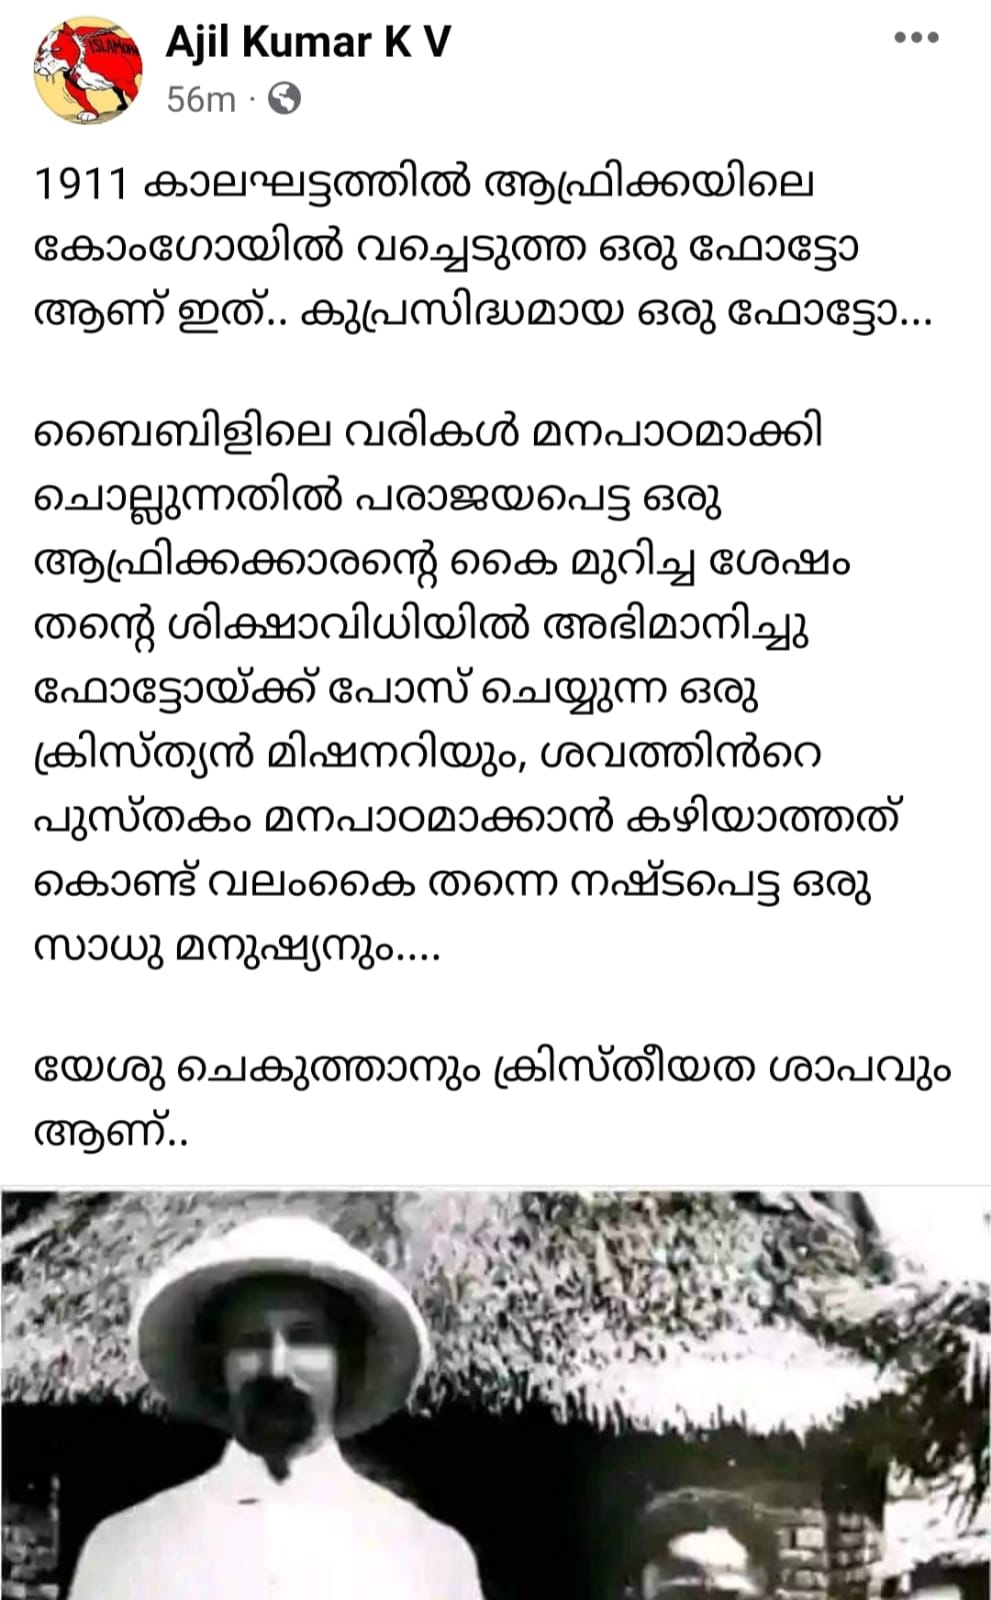 Ajil Kumar K V
56m
1911 കാലഘട്ടത്തിൽ ആഫ്രിക്കയിലെ
കോംഗോയിൽ വച്ചെടുത്ത ഒരു ഫോട്ടോ
ആണ് ഇത്.. കുപ്രസിദ്ധമായ ഒരു ഫോട്ടോ...
ബൈബിളിലെ വരികൾ മനപാഠമാക്കി
ചൊല്ലുന്നതിൽ പരാജയപെട്ട ഒരു
ആഫ്രിക്കക്കാരന്റെ കൈ മുറിച്ച ശേഷം
തന്റെ ശിക്ഷാവിധിയിൽ അഭിമാനിച്ചു
ഫോട്ടോയ്ക്ക് പോസ് ചെയ്യുന്ന ഒരു
ക്രിസ്ത്യൻ മിഷനറിയും, ശവത്തിൻറെ
പുസ്തകം മനപാഠമാക്കാൻ കഴിയാത്തത്
കൊണ്ട് വലംകൈ തന്നെ നഷ്ടപെട്ട ഒരു
സാധു മനുഷ്യനും....
യേശു ചെകുത്താനും ക്രിസ്തീയത ശാപവും
ആണ്..